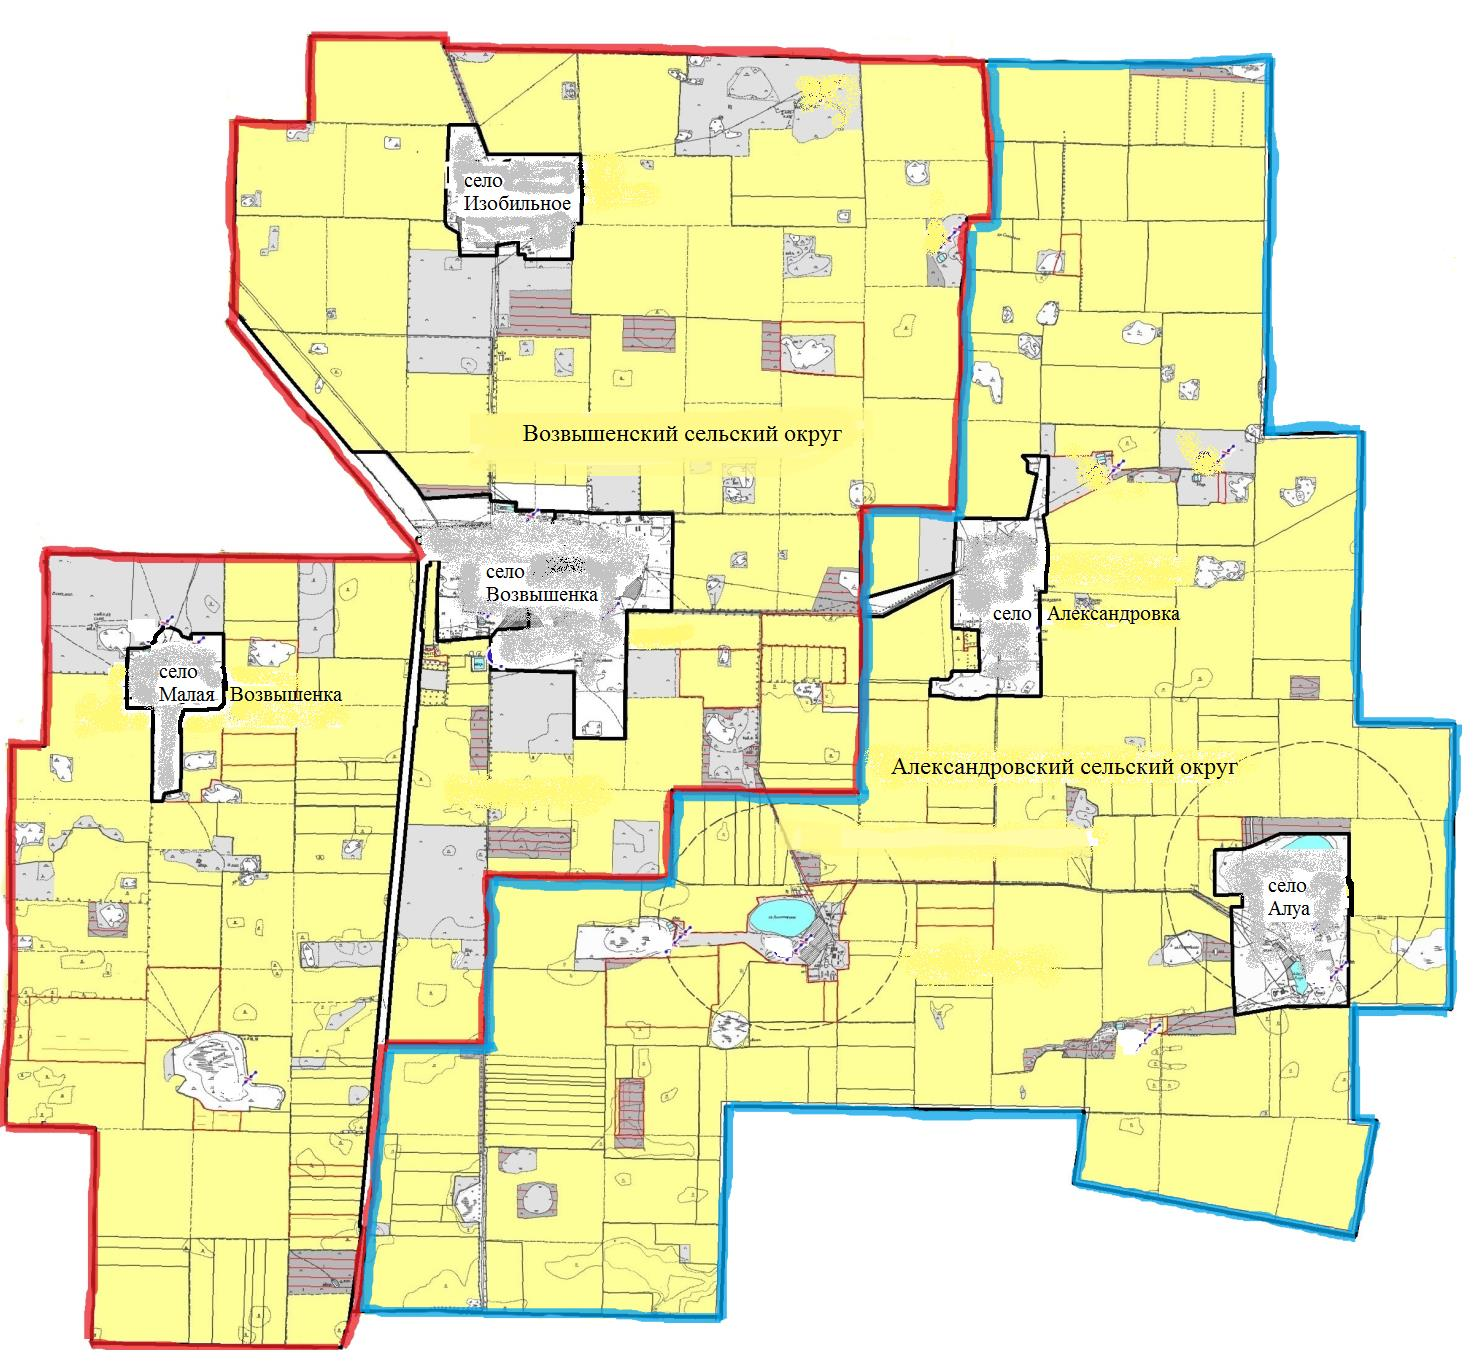 село
Изобильное
Возвышенский сельский округ
село
Возвышенка
село Александровка
село
Малая Возвышенка
Александровский сельский округ
село
Алуа